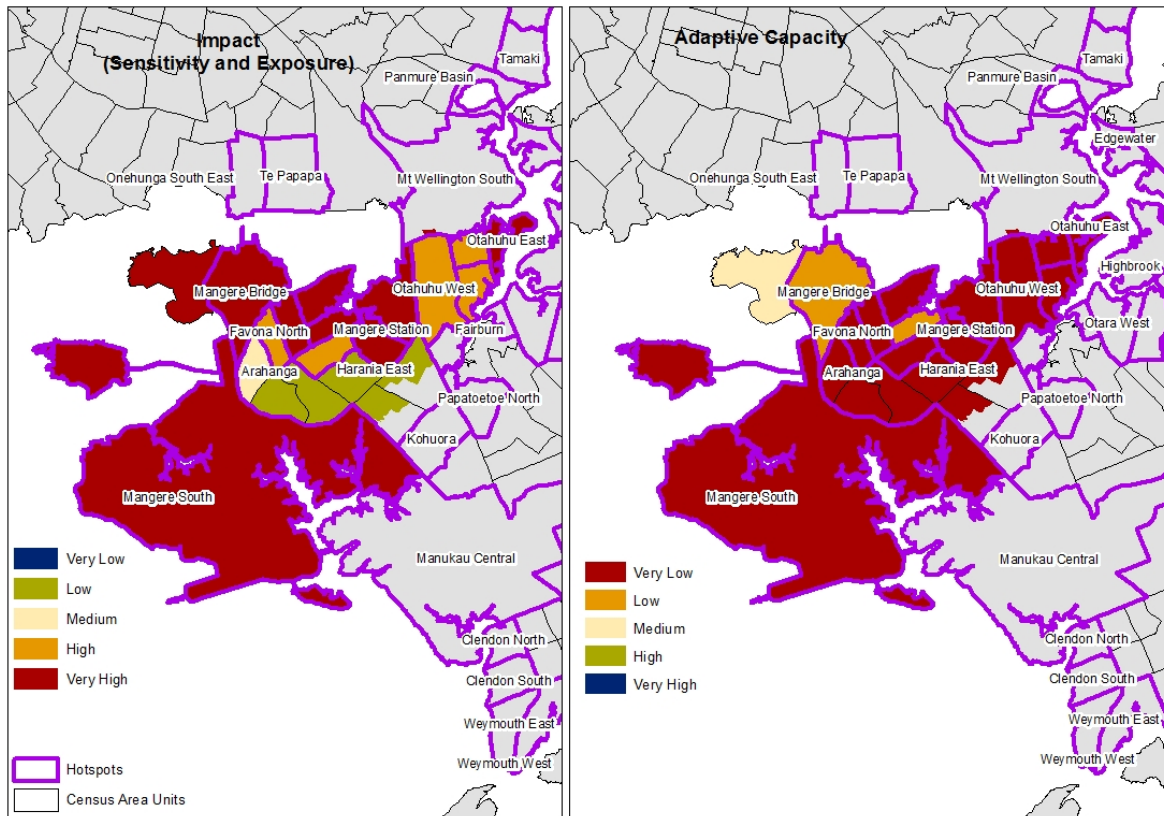 Impact
(Sensitivity and Exposure)
Tamaki
Panmure Basin
Onehunga South East
Te Papapa
Mt Wellington South
Otahuhu East
Mangere Bridge
Otahuhu West
Favona North
Mangere Station
Fairburn
Arahanga
Harania East
Papatoetoe North
Kohuora
Mangere South
Manukau Central
Clendon North
Clendon South
Weymouth East
Weymouth West
Very Low
Low
Medium
High
Very High
Hotspots
Census Area Units
Adaptive Capacity
Tamaki
Panmure Basin
Edgewater
Onehunga South East
Te Papapa
Mt Wellington South
Otahuhu East
Highbrook
Mangere Bridge
Otahuhu West
Otara West
Favona North
Mangere Station
Arahanga
Harania East
Papatoetoe North
Kohuora
Mangere South
Manukau Central
Clendon North
Clendon South
Weymouth East
Weymouth West
Very Low
Low
Medium
High
Very High